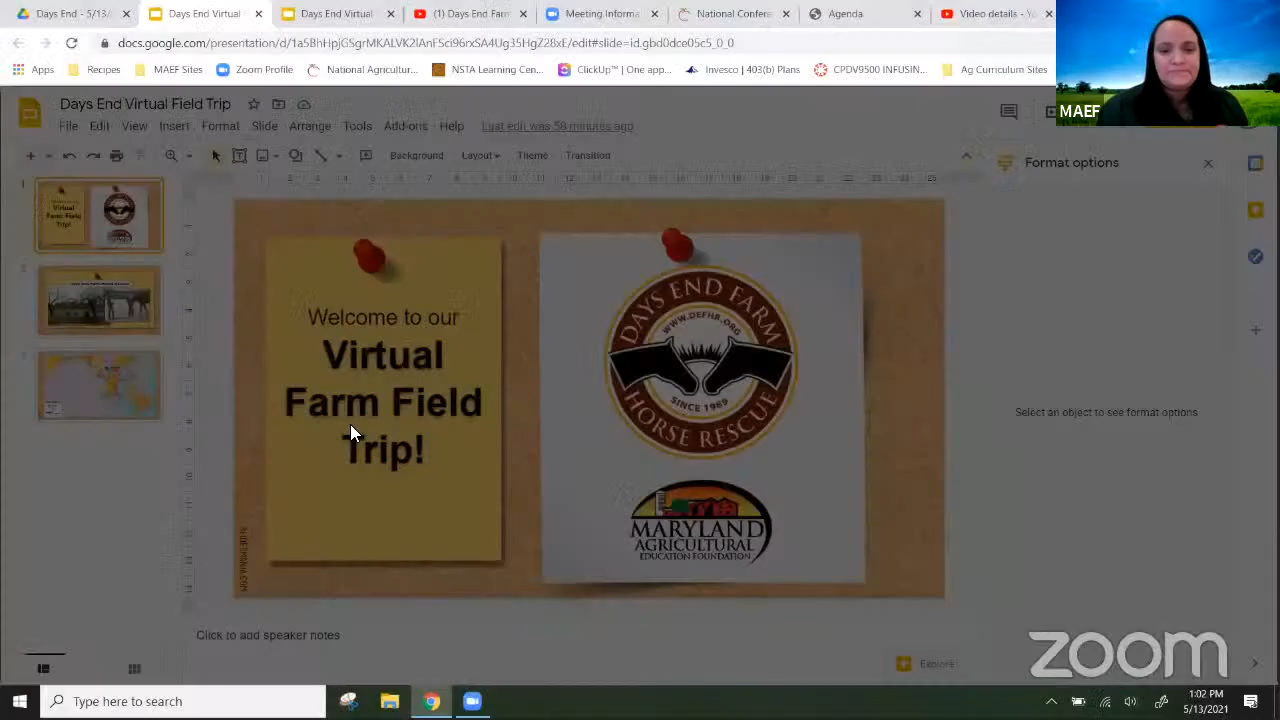 Days End - 5/13/
Days End Virtual
Days End Virtual
(1) Days End Farm
Meeting Informa
National Confere
Agenda
Video details - Yo
docs.google.com/presentation/d/1a5BhHpjGSgrMKALVK2IAnFSci96rxSA4Ug35HgZ28xE/edit#slide=id.gbd0dce05c5_0_0
Apps
Recipes
MAEF Sites
Zoom Profile
National Agricultur...
NSTA Learning Cen...
ClickUp™ | One app...
Invesco | 403(b) Plans
CPDV9500 INFUSIN...
Ag Curriculum Sites
MAEF
Days End Virtual Field Trip
File Edit View Insert Format Slide Arrange Tools Add-ons Help Last edit was 58 minutes ago
Background Layout Theme Transition
Format options
Welcome to our
Virtual
Farm Field
Trip!
DAYS END FARM
WWW.DEFHR.ORG
SINCE 1989
HORSE RESCUE
MARYLAND
AGRICULTURAL
EDUCATION FOUNDATION
Select an object to see format options
Click to add speaker notes
Explore
zoom
Type here to search
1:02 PM
5/13/2021